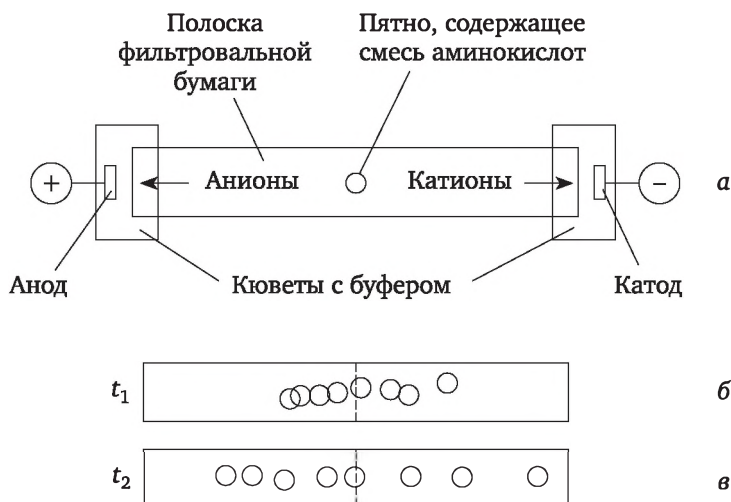 Полоска
фильтровальной
бумаги
Пятно, содержащее
смесь аминокислот
+
Анионы
Катионы
−
а
Анод
Кюветы с буфером
Катод
t₁
б
t₂
в